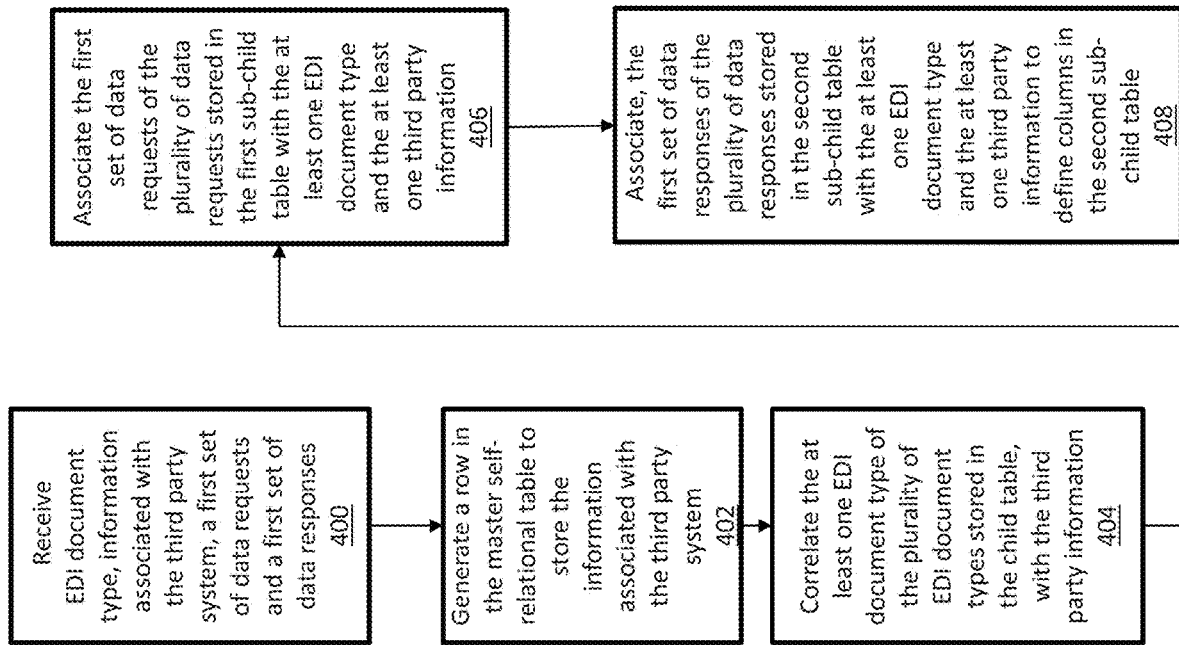 Receive
EDI document
type, information
associated with
the third party
system, a first set
of data requests
and a first set of
data responses
400
Generate a row in
the master self-
relational table to
store the
information
associated with
the third party
system
402
Correlate the at
least one EDI
document type of
the plurality of
EDI document
types stored in
the child table,
with the third
party information
404
Associate the first
set of data
requests of the
plurality of data
requests stored in
the first sub-child
table with the at
least one EDI
document type
and the at least
one third party
information
406
Associate, the
first set of data
responses of the
plurality of data
responses stored
in the second
sub-child table
with the at least
one EDI
document type
and the at least
one third party
information to
define columns in
the second sub-
child table
408